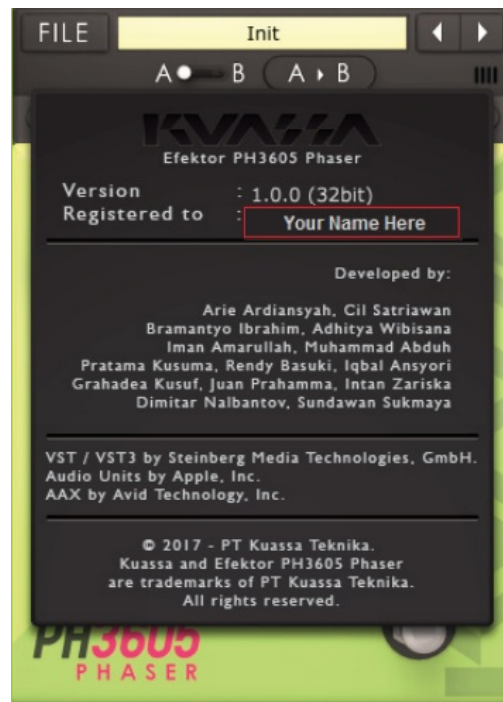 FILE
Init
A B A B
KUASSA
Efektor PH3605 Phaser
Version : 1.0.0 (32bit)
Registered to : Your Name Here
Developed by:
Arie Ardiansyah, Cil Satriawan
Bramantyo Ibrahim, Adhitya Wibisana
Iman Amarullah, Muhammad Abduh
Pratama Kusuma, Rendy Basuki, Iqbal Ansyori
Grahadea Kusuf, Juan Prahamma, Intan Zariska
Dimitar Nalbantov, Sundawan Sukmaya
VST / VST3 by Steinberg Media Technologies, GmbH.
Audio Units by Apple, Inc.
AAX by Avid Technology, Inc.
© 2017 - PT Kuassa Teknika.
Kuassa and Efektor PH3605 Phaser
are trademarks of PT Kuassa Teknika.
All rights reserved.
PH3605
PHASER